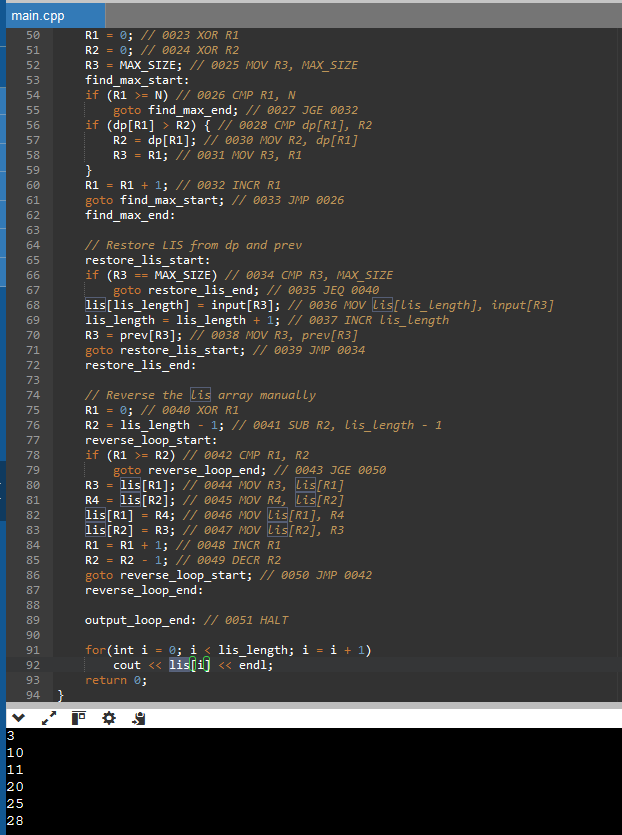 main.cpp
50 R1 = 0; // 0023 XOR R1
51 R2 = 0; // 0024 XOR R2
52 R3 = MAX_SIZE; // 0025 MOV R3, MAX_SIZE
53 find_max_start:
54 if (R1 >= N) // 0026 CMP R1, N
55 goto find_max_end; // 0027 JGE 0032
56 if (dp[R1] > R2) { // 0028 CMP dp[R1], R2
57 R2 = dp[R1]; // 0030 MOV R2, dp[R1]
58 R3 = R1; // 0031 MOV R3, R1
59 }
60 R1 = R1 + 1; // 0032 INCR R1
61 goto find_max_start; // 0033 JMP 0026
62 find_max_end:
63
64 // Restore LIS from dp and prev
65 restore_lis_start:
66 if (R3 == MAX_SIZE) // 0034 CMP R3, MAX_SIZE
67 goto restore_lis_end; // 0035 JEQ 0040
68 lis[lis_length] = input[R3]; // 0036 MOV lis[lis_length], input[R3]
69 lis_length = lis_length + 1; // 0037 INCR lis_length
70 R3 = prev[R3]; // 0038 MOV R3, prev[R3]
71 goto restore_lis_start; // 0039 JMP 0034
72 restore_lis_end:
73
74 // Reverse the lis array manually
75 R1 = 0; // 0040 XOR R1
76 R2 = lis_length - 1; // 0041 SUB R2, lis_length - 1
77 reverse_loop_start:
78 if (R1 >= R2) // 0042 CMP R1, R2
79 goto reverse_loop_end; // 0043 JGE 0050
80 R3 = lis[R1]; // 0044 MOV R3, lis[R1]
81 R4 = lis[R2]; // 0045 MOV R4, lis[R2]
82 lis[R1] = R4; // 0046 MOV lis[R1], R4
83 lis[R2] = R3; // 0047 MOV lis[R2], R3
84 R1 = R1 + 1; // 0048 INCR R1
85 R2 = R2 - 1; // 0049 DECR R2
86 goto reverse_loop_start; // 0050 JMP 0042
87 reverse_loop_end:
88
89 output_loop_end: // 0051 HALT
90
91 for(int i = 0; i < lis_length; i = i + 1)
92 cout << lis[i] << endl;
93 return 0;
94 }
3
10
11
20
25
28